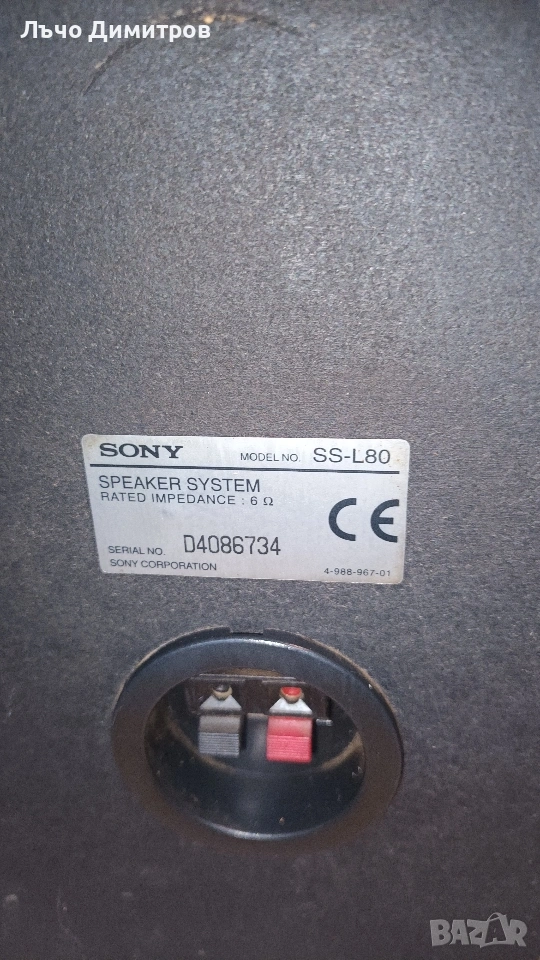 Лъчо Димитров
SONY MODEL NO. SS-L80
SPEAKER SYSTEM
RATED IMPEDANCE : 6 Ω
CE
SERIAL NO. D4086734
SONY CORPORATION 4-988-967-01
BAZAR